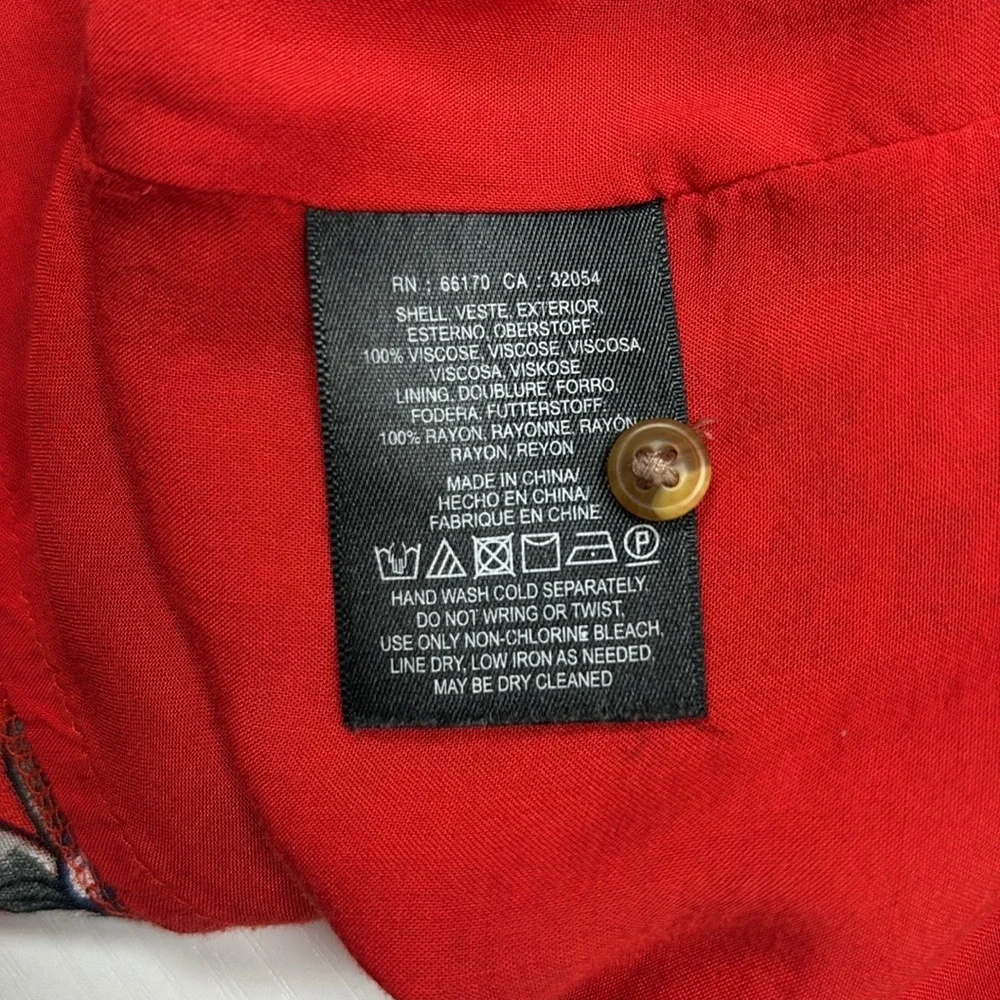 RN : 66170 CA : 32054
SHELL, VESTE, EXTERIOR,
ESTERNO, OBERSTOFF:
100% VISCOSE, VISCOSE, VISCOSA,
VISCOSA, VISKOSE
LINING, DOUBLURE, FORRO,
FODERA, FUTTERSTOFF:
100% RAYON, RAYONNE, RAYÓN,
RAYON, REYON
MADE IN CHINA/
HECHO EN CHINA/
FABRIQUE EN CHINE
P
HAND WASH COLD SEPARATELY.
DO NOT WRING OR TWIST.
USE ONLY NON-CHLORINE BLEACH,
LINE DRY, LOW IRON AS NEEDED,
MAY BE DRY CLEANED